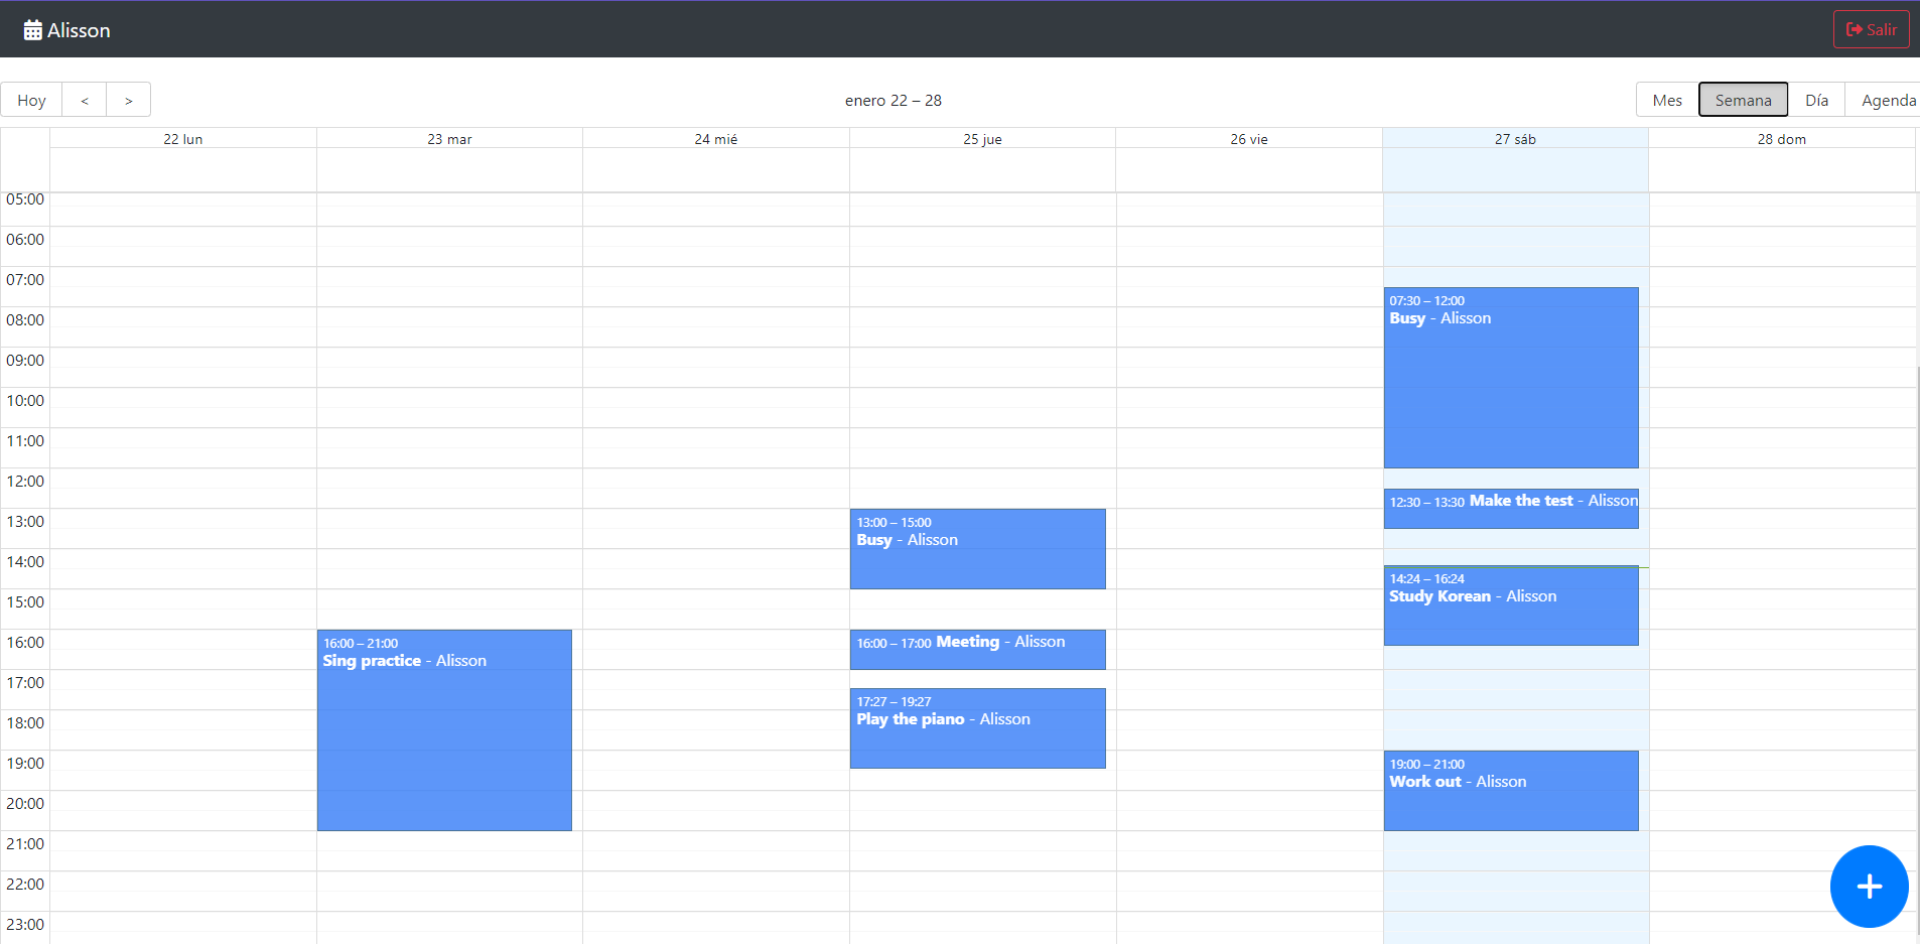 Alisson
Salir
Hoy < >
enero 22 – 28
Mes Semana Día Agenda
22 lun 23 mar 24 mié 25 jue 26 vie 27 sáb 28 dom
05:00
06:00
07:00
07:30 – 12:00
Busy - Alisson
08:00
09:00
10:00
11:00
12:00
12:30 – 13:30 Make the test - Alisson
13:00
13:00 – 15:00
Busy - Alisson
14:00
14:24 – 16:24
Study Korean - Alisson
15:00
16:00
16:00 – 21:00
Sing practice - Alisson
16:00 – 17:00 Meeting - Alisson
17:00
17:27 – 19:27
Play the piano - Alisson
18:00
19:00
19:00 – 21:00
Work out - Alisson
20:00
21:00
22:00
23:00
+